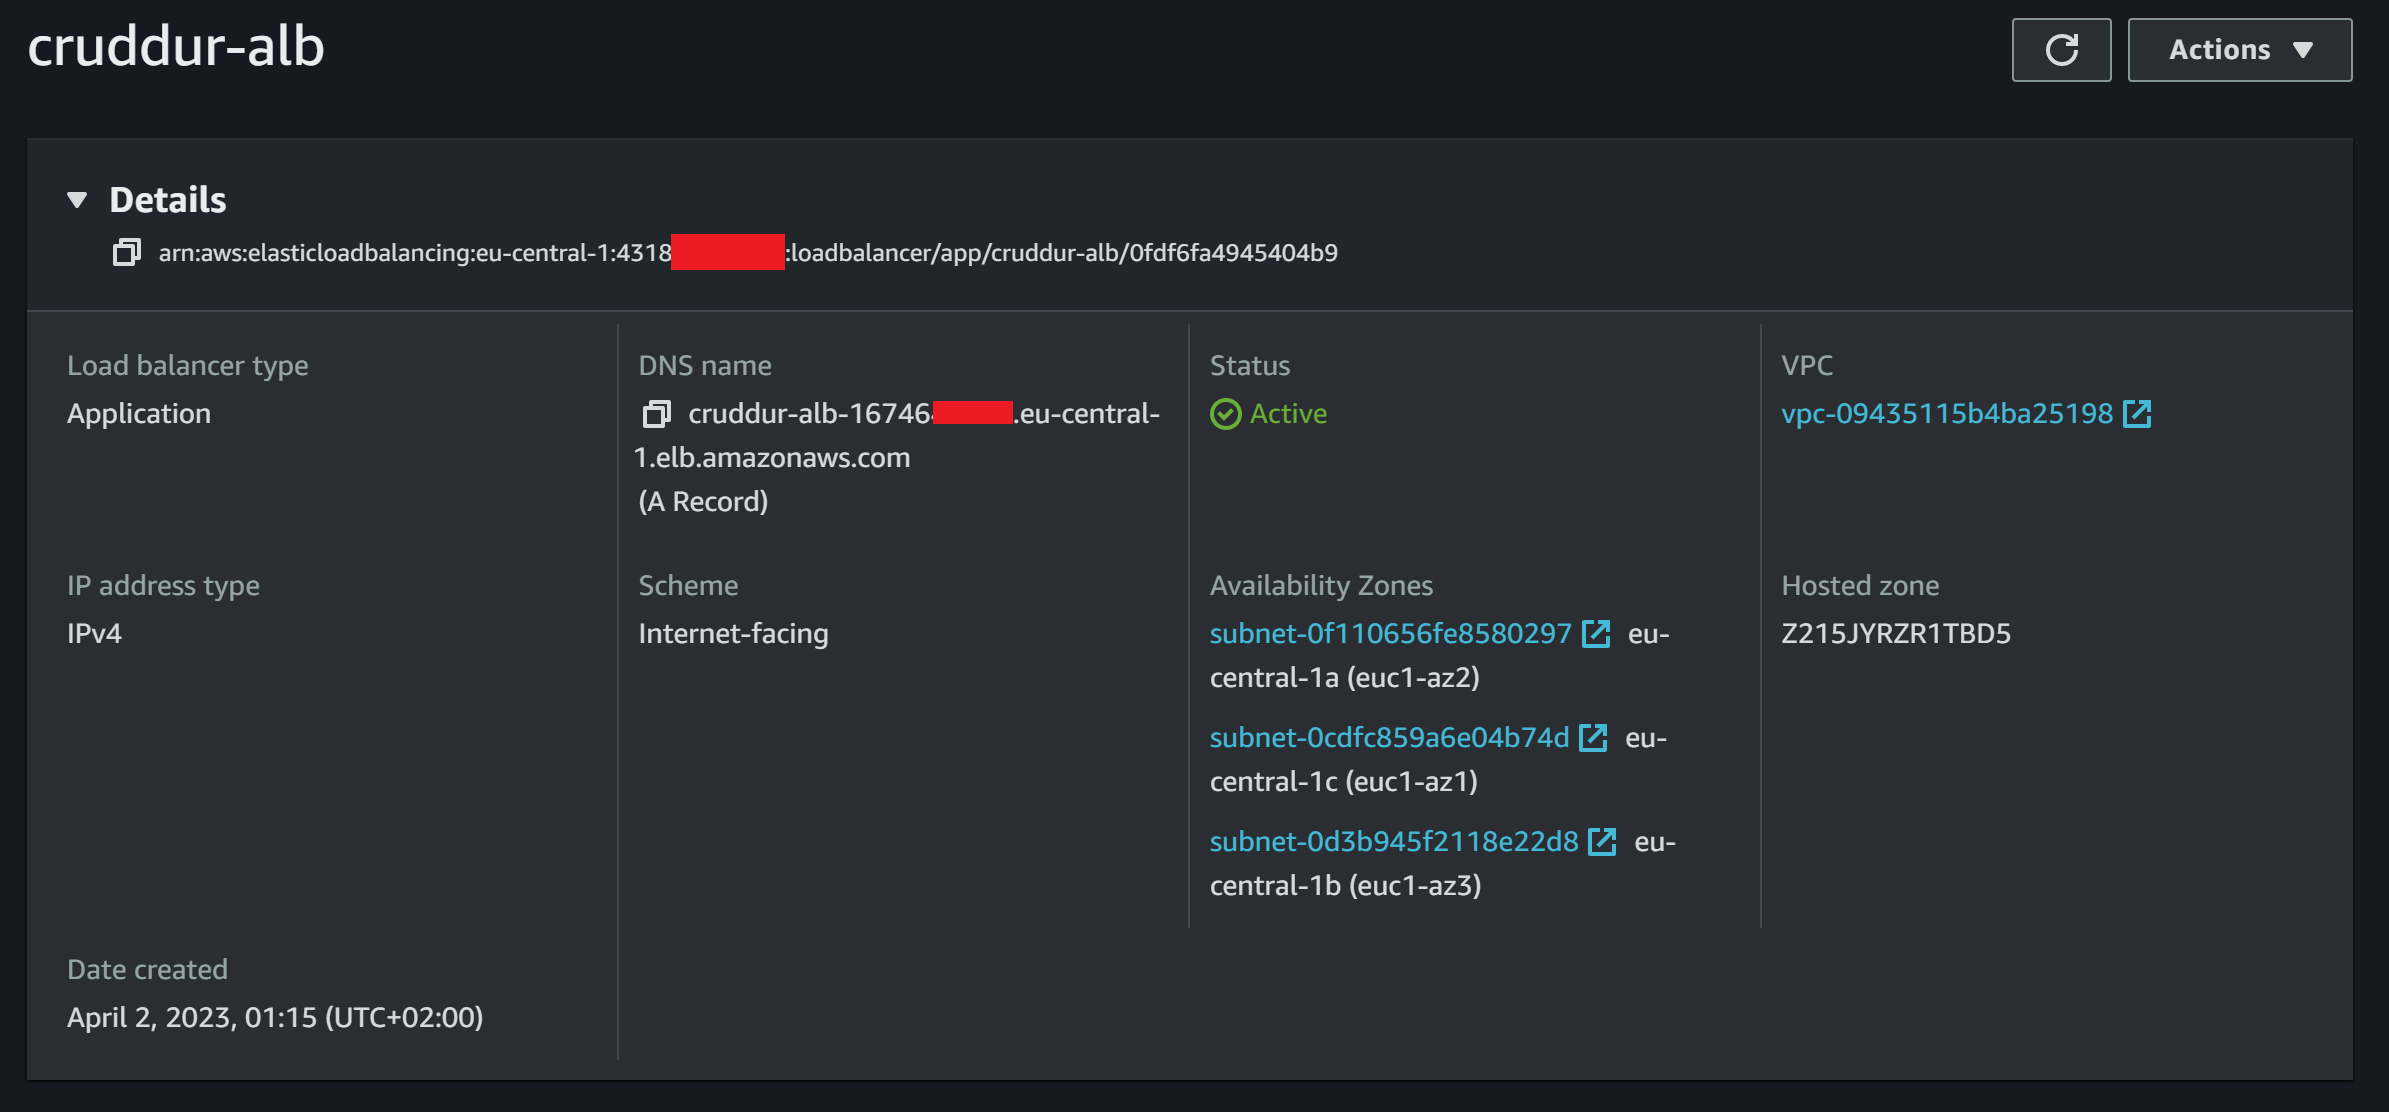 cruddur-alb
Actions
Details
arn:aws:elasticloadbalancing:eu-central-1:4318 :loadbalancer/app/cruddur-alb/0fdf6fa4945404b9
Load balancer type
Application
DNS name
cruddur-alb-16746 .eu-central-
1.elb.amazonaws.com
(A Record)
Status
Active
VPC
vpc-09435115b4ba25198
IP address type
IPv4
Scheme
Internet-facing
Availability Zones
subnet-0f110656fe8580297 eu-
central-1a (euc1-az2)
subnet-0cdfc859a6e04b74d eu-
central-1c (euc1-az1)
subnet-0d3b945f2118e22d8 eu-
central-1b (euc1-az3)
Hosted zone
Z215JYRZR1TBD5
Date created
April 2, 2023, 01:15 (UTC+02:00)